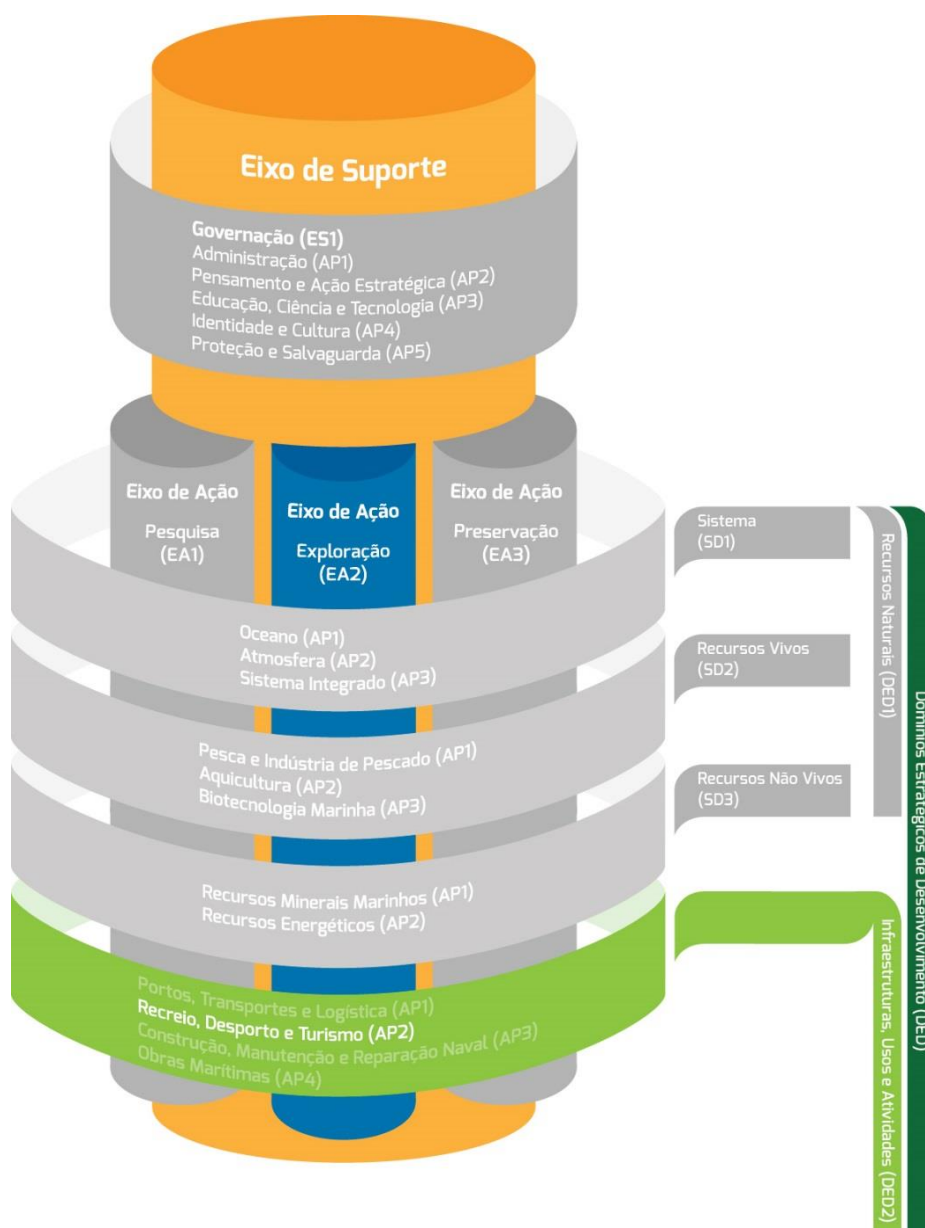 Eixo de Suporte
Governação (ES1)
Administração (AP1)
Pensamento e Ação Estratégica (AP2)
Educação, Ciência e Tecnologia (AP3)
Identidade e Cultura (AP4)
Proteção e Salvaguarda (AP5)
Eixo de Ação
Pesquisa
(EA1)
Eixo de Ação
Exploração
(EA2)
Eixo de Ação
Preservação
(EA3)
Oceano (AP1)
Atmosfera (AP2)
Sistema Integrado (AP3)
Pesca e Indústria de Pescado (AP1)
Aquicultura (AP2)
Biotecnologia Marinha (AP3)
Recursos Minerais Marinhos (AP1)
Recursos Energéticos (AP2)
Portos, Transportes e Logística (AP1)
Recreio, Desporto e Turismo (AP2)
Construção, Manutenção e Reparação Naval (AP3)
Obras Marítimas (AP4)
Sistema
(SD1)
Recursos Vivos
(SD2)
Recursos Não Vivos
(SD3)
Recursos Naturais (DED1)
Infraestruturas, Usos e Atividades (DED2)
Domínios Estratégicos de Desenvolvimento (DED)